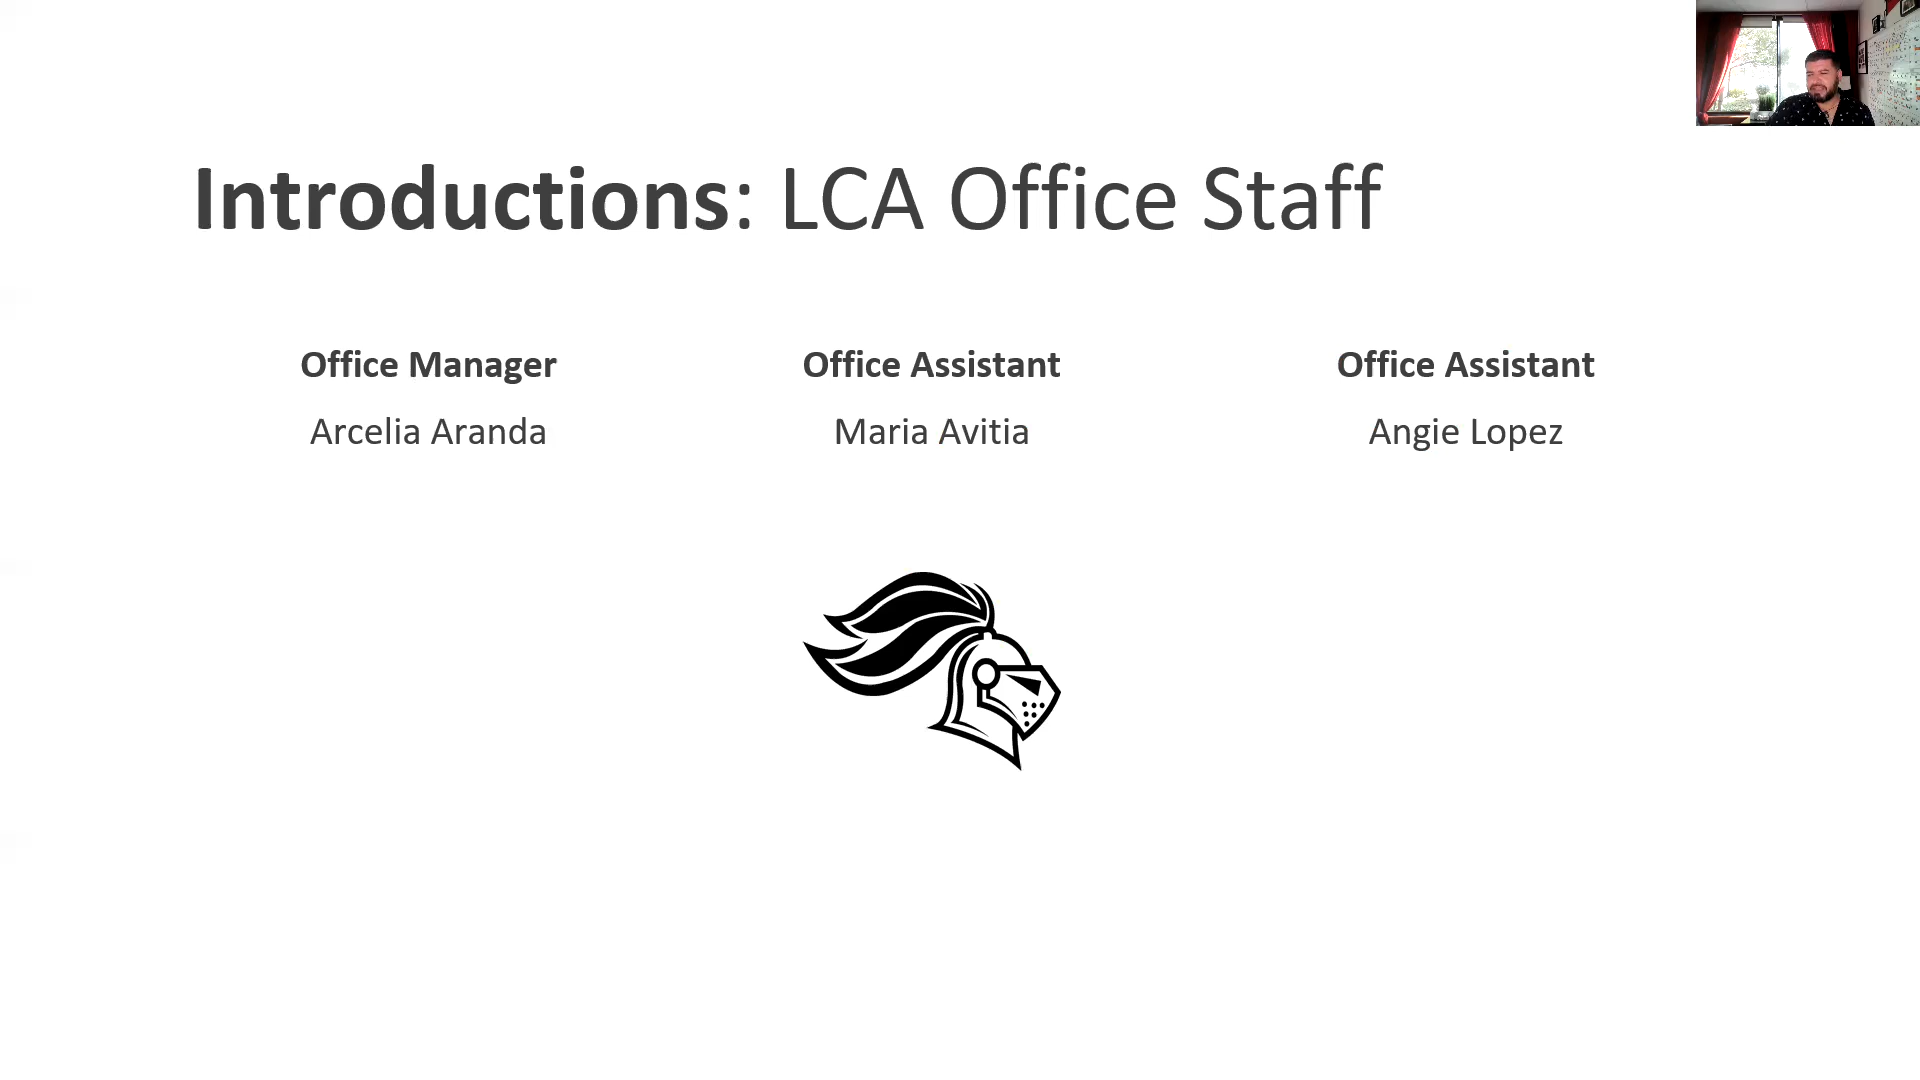 Introductions: LCA Office Staff
Office Manager
Arcelia Aranda
Office Assistant
Maria Avitia
Office Assistant
Angie Lopez